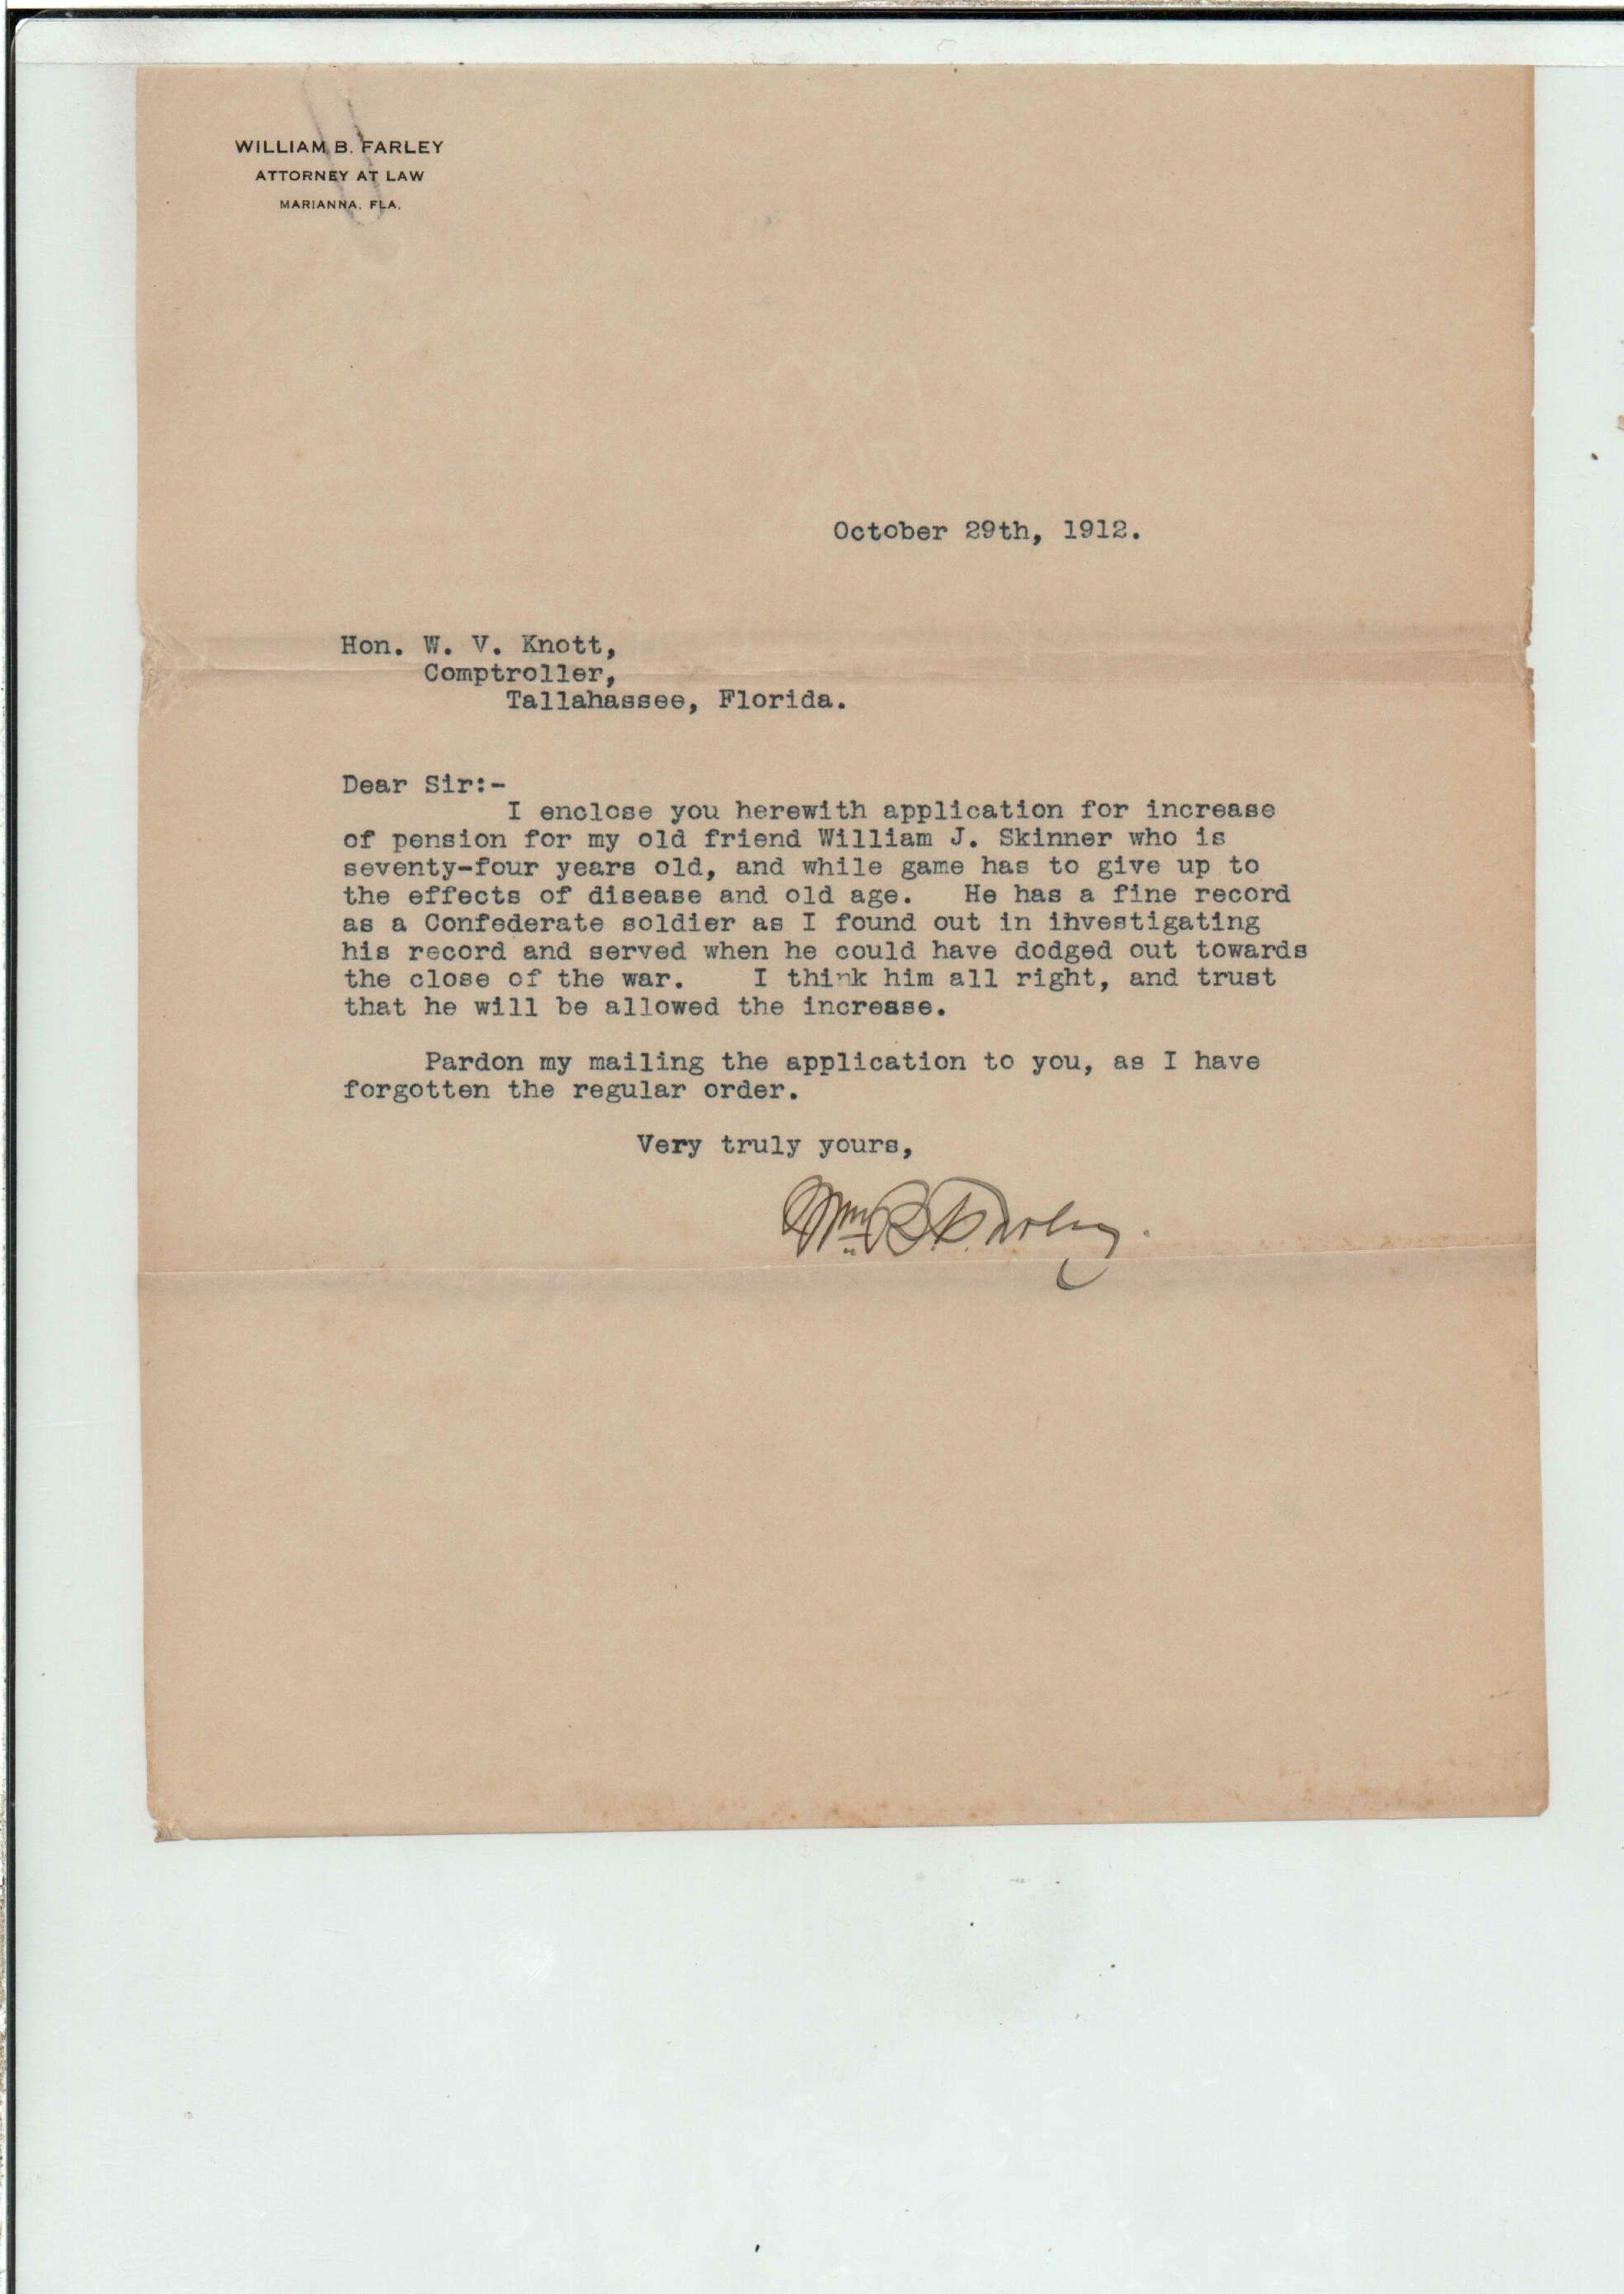 WILLIAM B. FARLEY
ATTORNEY AT LAW
MARIANNA, FLA.
October 29th, 1912.
Hon. W. V. Knott,
Comptroller,
Tallahassee, Florida.
Dear Sir:-
I enclose you herewith application for increase
of pension for my old friend William J. Skinner who is
seventy-four years old, and while game has to give up to
the effects of disease and old age. He has a fine record
as a Confederate soldier as I found out in ihvestigating
his record and served when he could have dodged out towards
the close of the war. I think him all right, and trust
that he will be allowed the increase.
Pardon my mailing the application to you, as I have
forgotten the regular order.
Very truly yours,
Wm B. Farley.